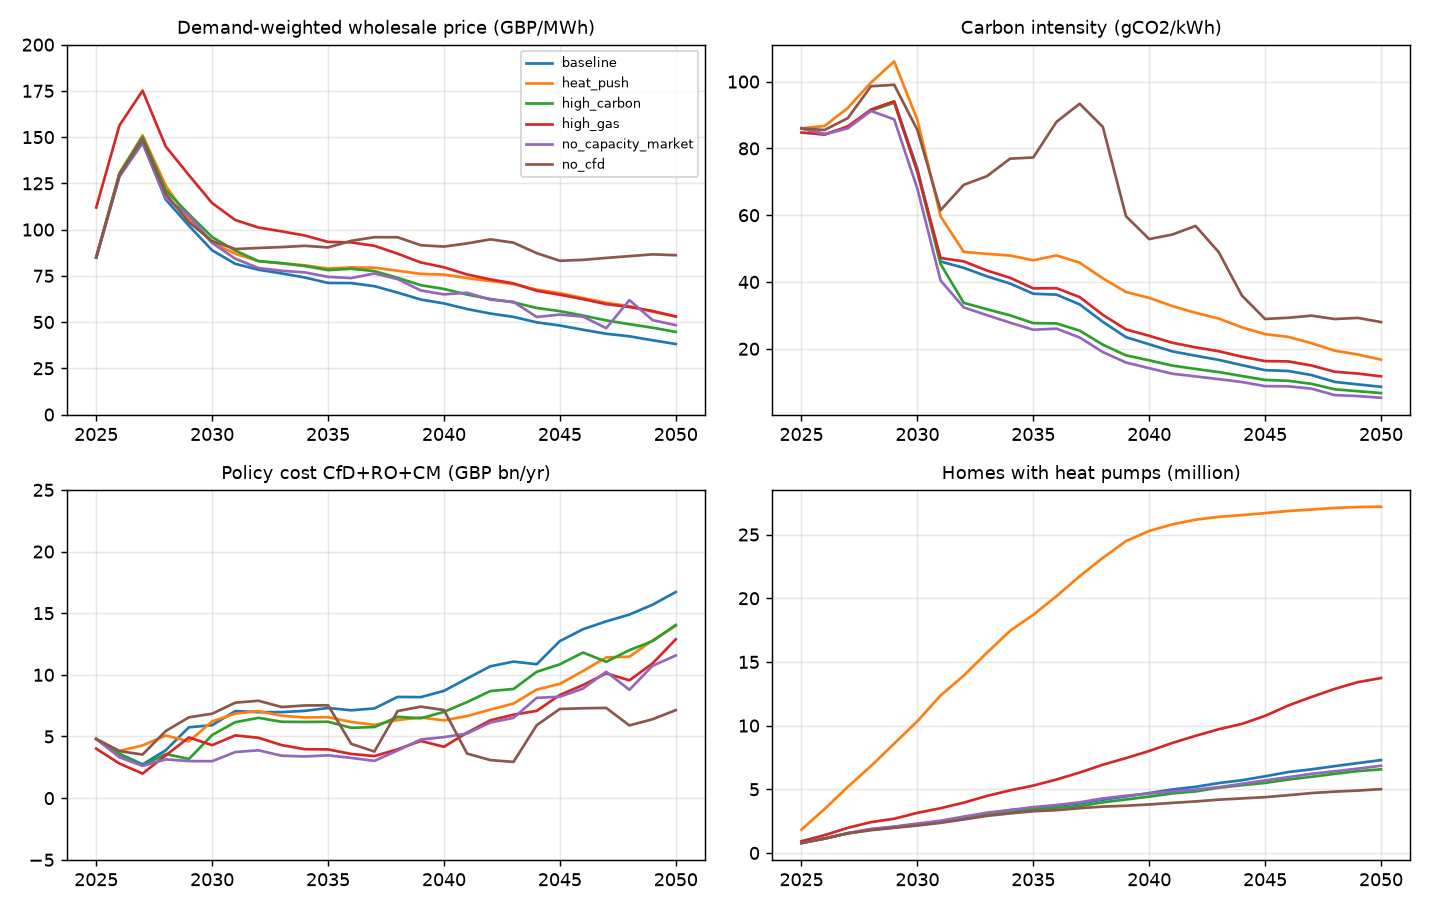 Demand-weighted wholesale price (GBP/MWh)
200
175
150
125
100
75
50
25
0
baseline
heat_push
high_carbon
high_gas
no_capacity_market
no_cfd
2025 2030 2035 2040 2045 2050
Carbon intensity (gCO2/kWh)
100
80
60
40
20
2025 2030 2035 2040 2045 2050
Policy cost CfD+RO+CM (GBP bn/yr)
25
20
15
10
5
0
−5
2025 2030 2035 2040 2045 2050
Homes with heat pumps (million)
25
20
15
10
5
0
2025 2030 2035 2040 2045 2050